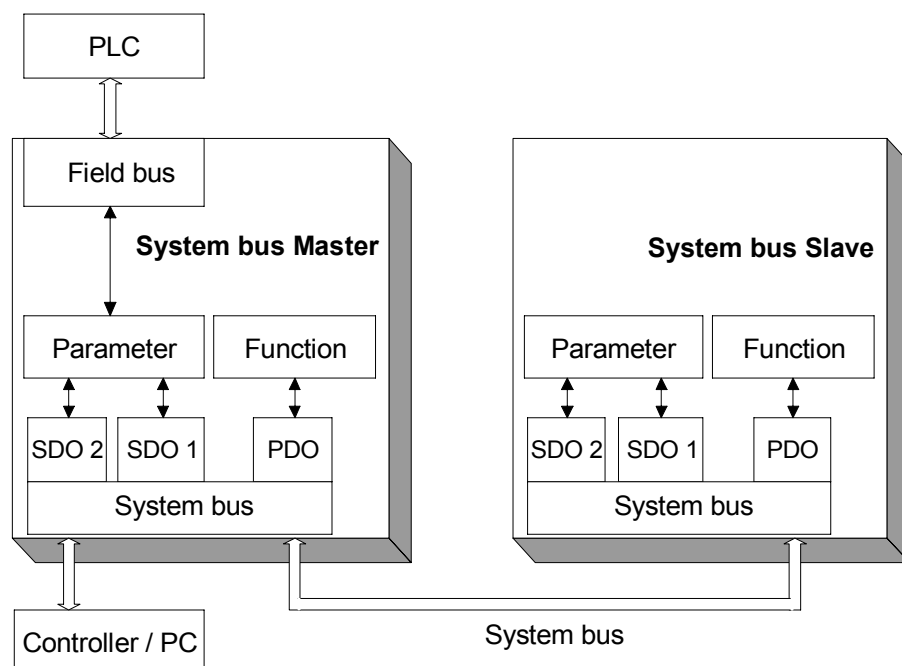 PLC
Field bus
System bus Master
Parameter
Function
SDO 2
SDO 1
PDO
System bus
System bus Slave
Parameter
Function
SDO 2
SDO 1
PDO
System bus
Controller / PC
System bus